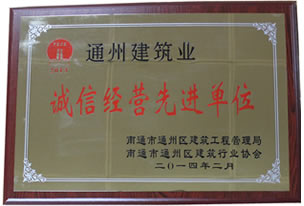 通州建筑业
诚信经营先进单位
南通市通州区建筑工程管理局
南通市通州区建筑行业协会
二〇一四年二月